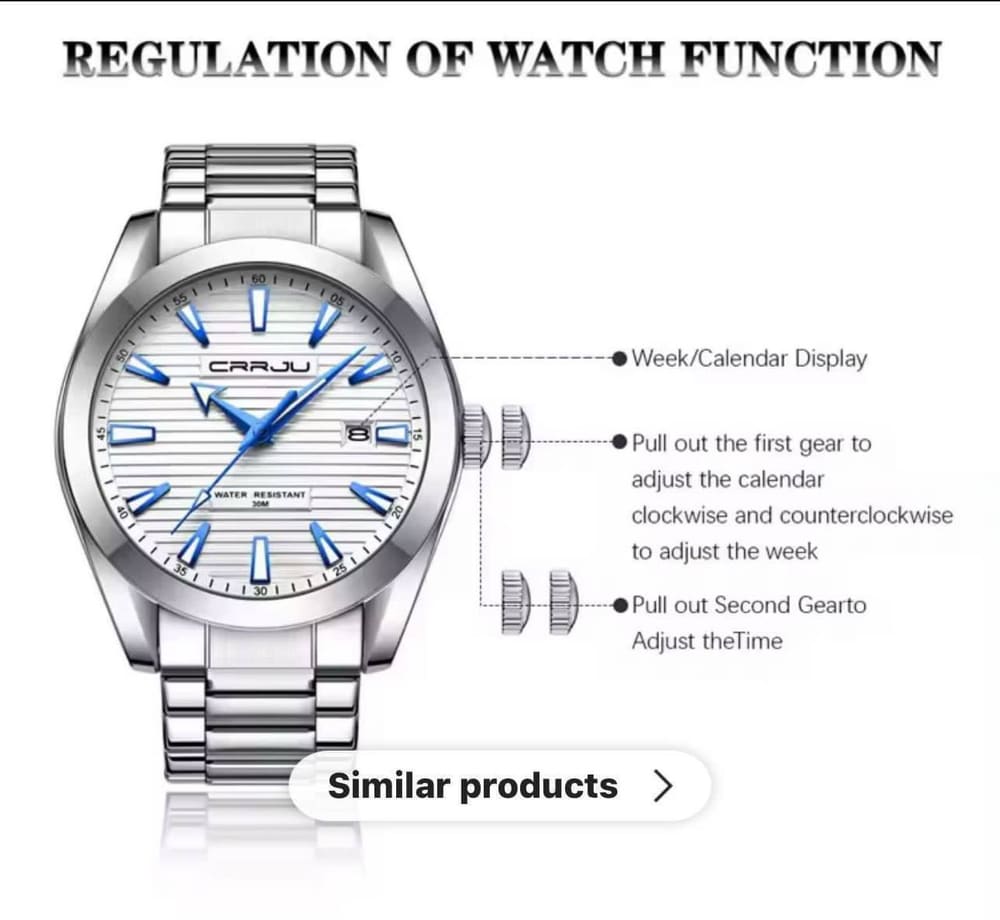 REGULATION OF WATCH FUNCTION
60
55
05
50
10
CRRJU
Week/Calendar Display
45
8
15
Pull out the first gear to
adjust the calendar
clockwise and counterclockwise
to adjust the week
WATER RESISTANT
30M
40
20
35
25
30
Pull out Second Gearto
Adjust theTime
Similar products >